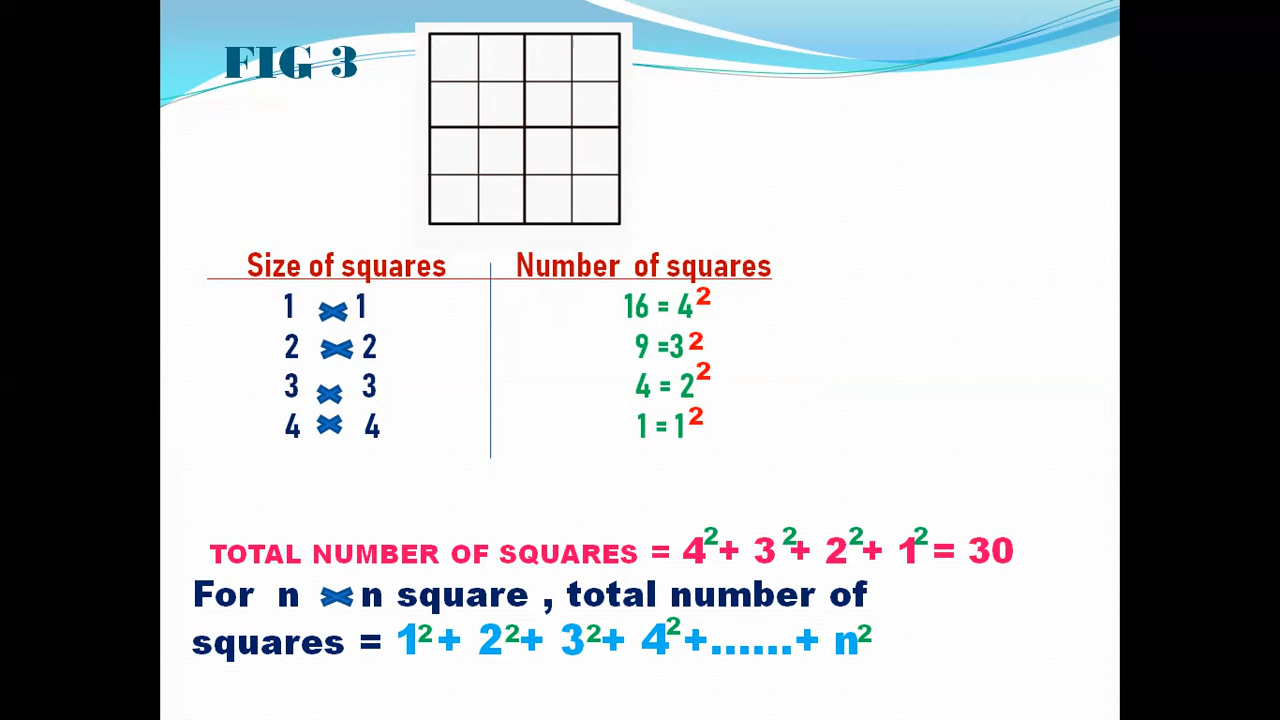 FIG 3
Size of squares Number of squares
1 × 1 16 = 4²
2 × 2 9 =3²
3 × 3 4 = 2²
4 × 4 1 = 1²
TOTAL NUMBER OF SQUARES = 4²+ 3²+ 2²+ 1²= 30
For n × n square , total number of
squares = 1²+ 2²+ 3²+ 4²+......+ n²